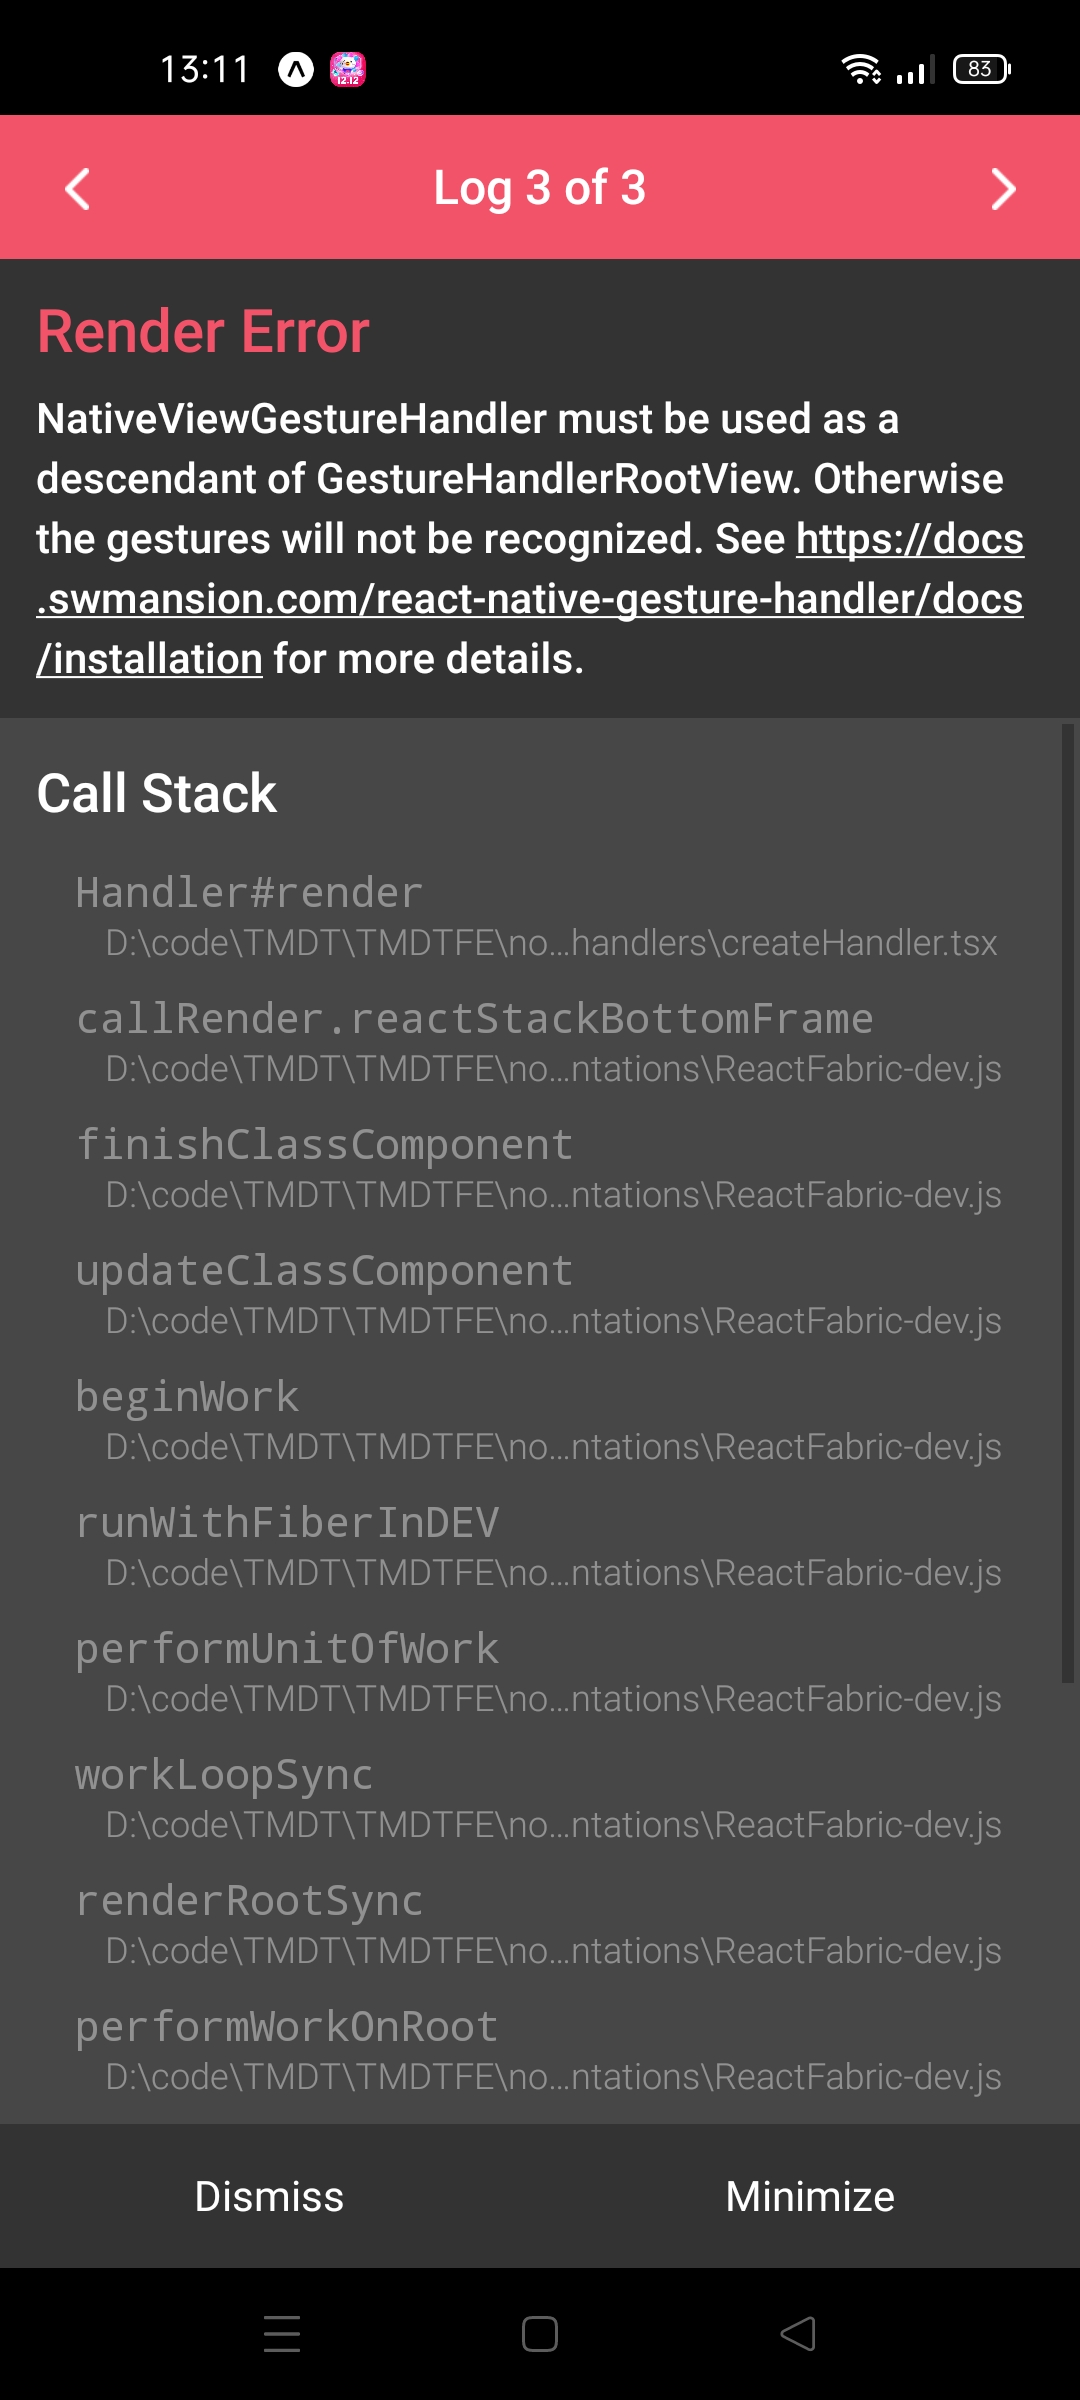 13:11
12.12
83
Log 3 of 3
Render Error
NativeViewGestureHandler must be used as a
descendant of GestureHandlerRootView. Otherwise
the gestures will not be recognized. See https://docs
.swmansion.com/react-native-gesture-handler/docs
/installation for more details.
Call Stack
Handler#render
D:\code\TMDT\TMDTFE\no...handlers\createHandler.tsx
callRender.reactStackBottomFrame
D:\code\TMDT\TMDTFE\no...ntations\ReactFabric-dev.js
finishClassComponent
D:\code\TMDT\TMDTFE\no...ntations\ReactFabric-dev.js
updateClassComponent
D:\code\TMDT\TMDTFE\no...ntations\ReactFabric-dev.js
beginWork
D:\code\TMDT\TMDTFE\no...ntations\ReactFabric-dev.js
runWithFiberInDEV
D:\code\TMDT\TMDTFE\no...ntations\ReactFabric-dev.js
performUnitOfWork
D:\code\TMDT\TMDTFE\no...ntations\ReactFabric-dev.js
workLoopSync
D:\code\TMDT\TMDTFE\no...ntations\ReactFabric-dev.js
renderRootSync
D:\code\TMDT\TMDTFE\no...ntations\ReactFabric-dev.js
performWorkOnRoot
D:\code\TMDT\TMDTFE\no...ntations\ReactFabric-dev.js
Dismiss
Minimize